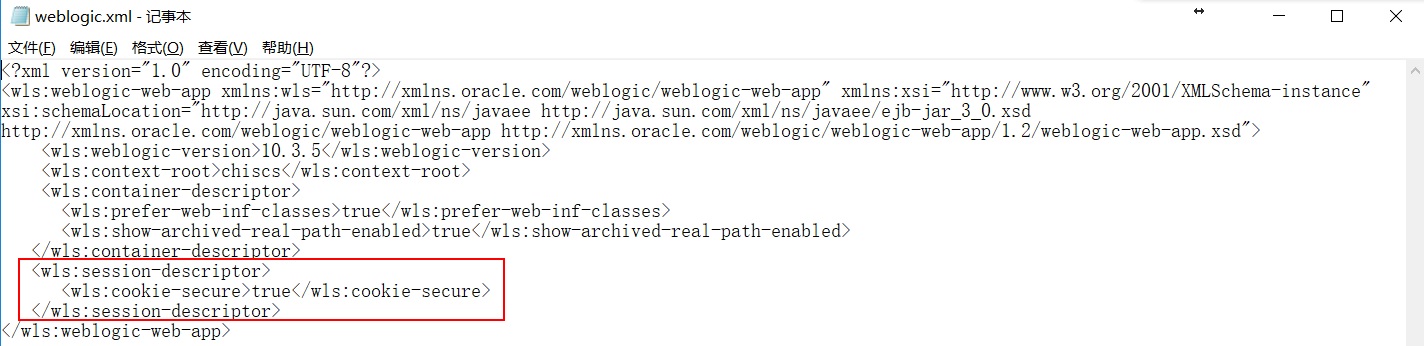 weblogic.xml - 记事本
文件(F) 编辑(E) 格式(O) 查看(V) 帮助(H)
<?xml version="1.0" encoding="UTF-8"?>
<wls:weblogic-web-app xmlns:wls="http://xmlns.oracle.com/weblogic/weblogic-web-app" xmlns:xsi="http://www.w3.org/2001/XMLSchema-instance"
xsi:schemaLocation="http://java.sun.com/xml/ns/javaee http://java.sun.com/xml/ns/javaee/ejb-jar_3_0.xsd
http://xmlns.oracle.com/weblogic/weblogic-web-app http://xmlns.oracle.com/weblogic/weblogic-web-app/1.2/weblogic-web-app.xsd">
<wls:weblogic-version>10.3.5</wls:weblogic-version>
<wls:context-root>chiscs</wls:context-root>
<wls:container-descriptor>
<wls:prefer-web-inf-classes>true</wls:prefer-web-inf-classes>
<wls:show-archived-real-path-enabled>true</wls:show-archived-real-path-enabled>
</wls:container-descriptor>
<wls:session-descriptor>
<wls:cookie-secure>true</wls:cookie-secure>
</wls:session-descriptor>
</wls:weblogic-web-app>